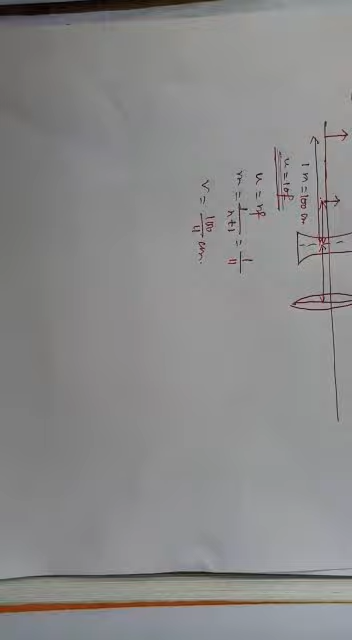 1 m = 100 cm
u = 10f
u = nf
m = 1/(n+1) = 1/11
v = 100/11 cm.